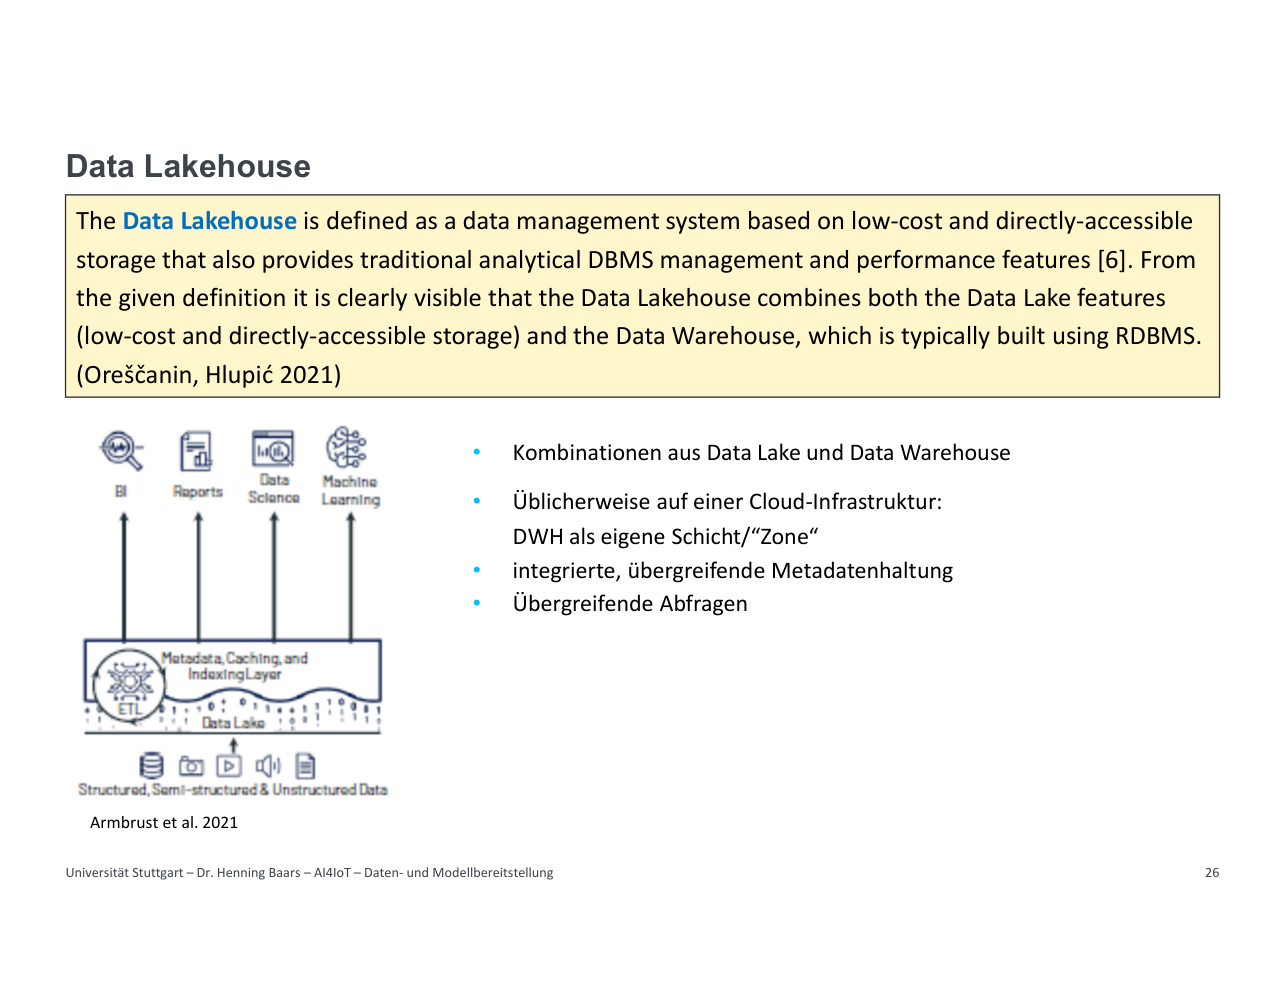 Data Lakehouse
The Data Lakehouse is defined as a data management system based on low-cost and directly-accessible
storage that also provides traditional analytical DBMS management and performance features [6]. From
the given definition it is clearly visible that the Data Lakehouse combines both the Data Lake features
(low-cost and directly-accessible storage) and the Data Warehouse, which is typically built using RDBMS.
(Oreščanin, Hlupić 2021)
BI
Reports
Data
Science
Machine
Learning
Metadata, Caching, and
Indexing Layer
ETL
Data Lake
Structured, Semi-structured & Unstructured Data
Armbrust et al. 2021
• Kombinationen aus Data Lake und Data Warehouse
• Üblicherweise auf einer Cloud-Infrastruktur:
DWH als eigene Schicht/“Zone“
• integrierte, übergreifende Metadatenhaltung
• Übergreifende Abfragen
Universität Stuttgart – Dr. Henning Baars – AI4IoT – Daten- und Modellbereitstellung
26